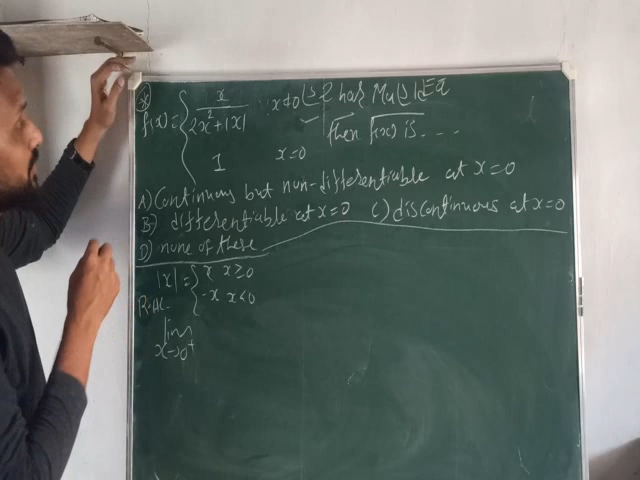 f(x) = { x / 2x²+|x| x≠0
then f(x) is ....
1 x=0
A) Continuous but non-differentiable at x=0
B) differentiable at x=0 C) discontinuous at x=0
D) none of these
|x| = { x x≥0
-x x<0
R.H.L
lim
x→0⁺